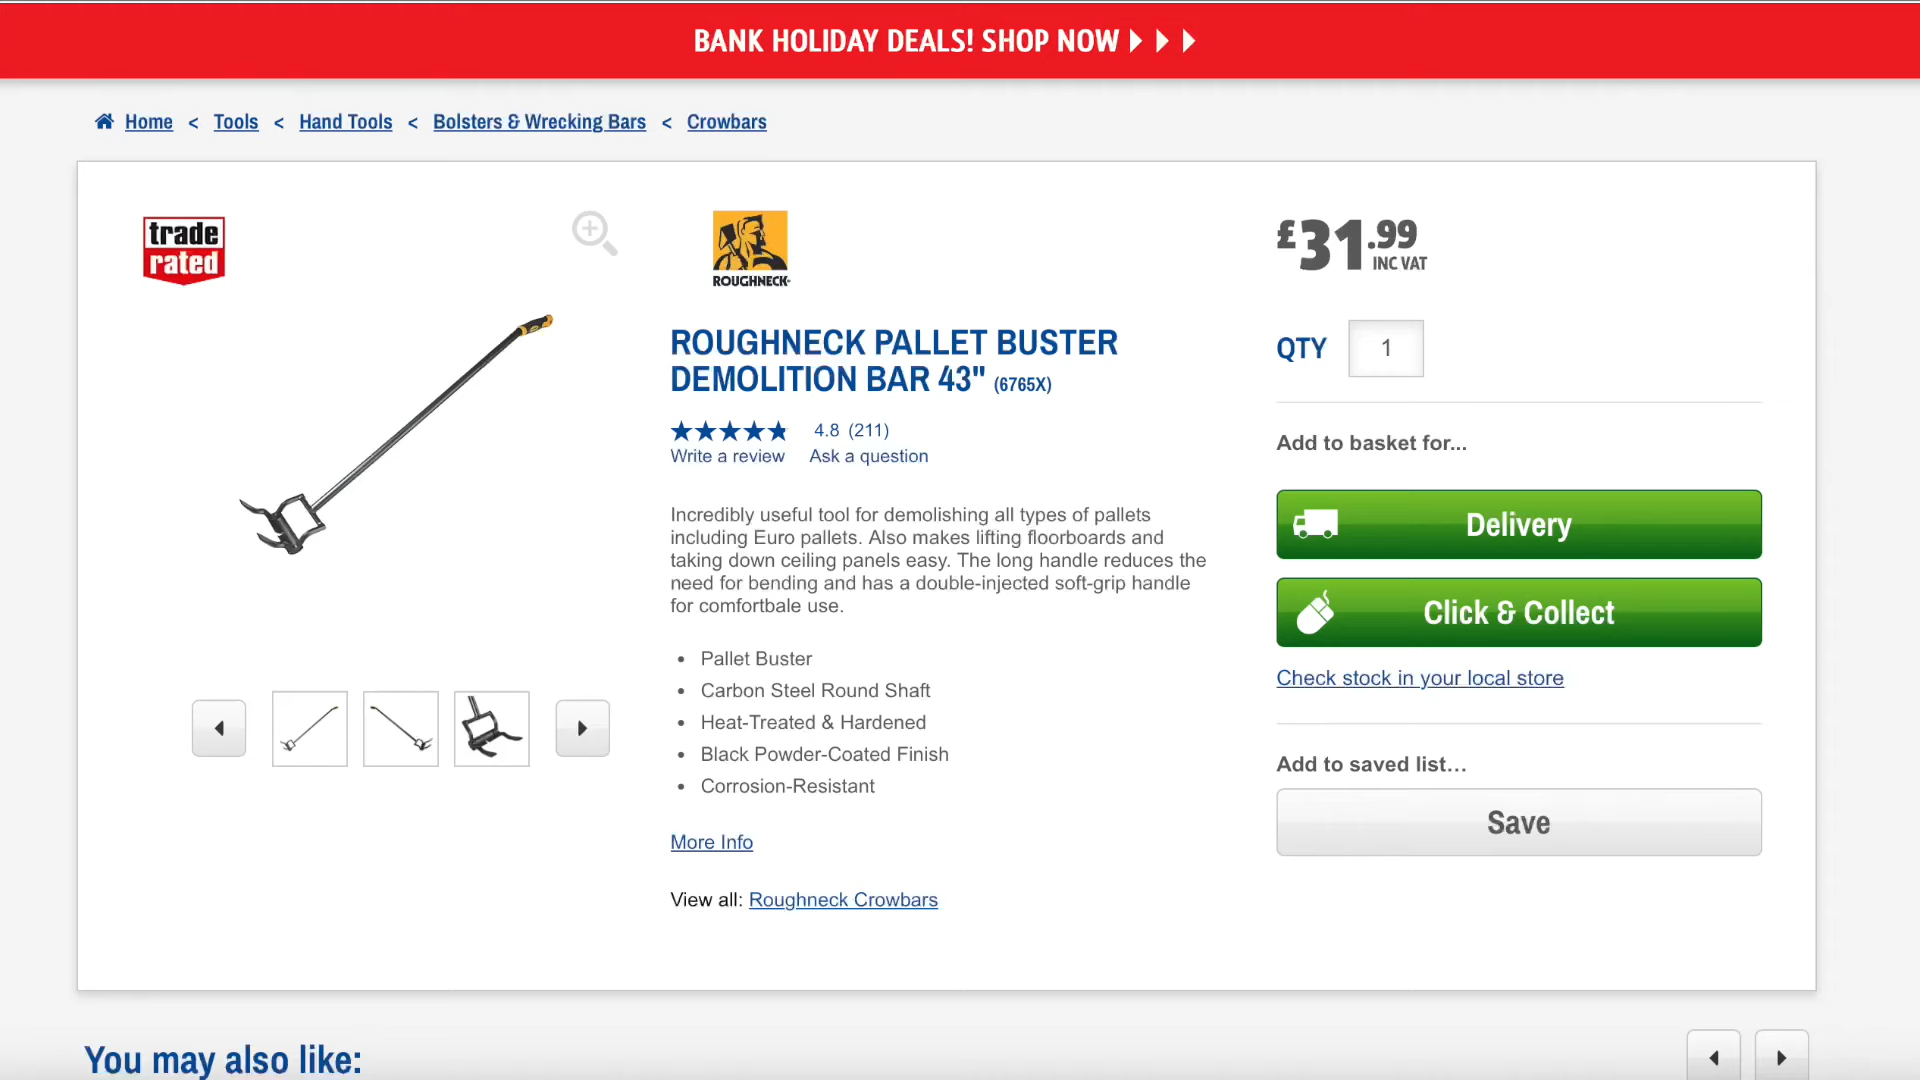 BANK HOLIDAY DEALS! SHOP NOW
Home < Tools < Hand Tools < Bolsters & Wrecking Bars < Crowbars
trade
rated
ROUGHNECK
ROUGHNECK PALLET BUSTER
DEMOLITION BAR 43" (6765X)
4.8 (211)
Write a review Ask a question
Incredibly useful tool for demolishing all types of pallets
including Euro pallets. Also makes lifting floorboards and
taking down ceiling panels easy. The long handle reduces the
need for bending and has a double-injected soft-grip handle
for comfortbale use.
• Pallet Buster
• Carbon Steel Round Shaft
• Heat-Treated & Hardened
• Black Powder-Coated Finish
• Corrosion-Resistant
More Info
View all: Roughneck Crowbars
£31.99
INC VAT
QTY 1
Add to basket for...
Delivery
Click & Collect
Check stock in your local store
Add to saved list...
Save
You may also like: